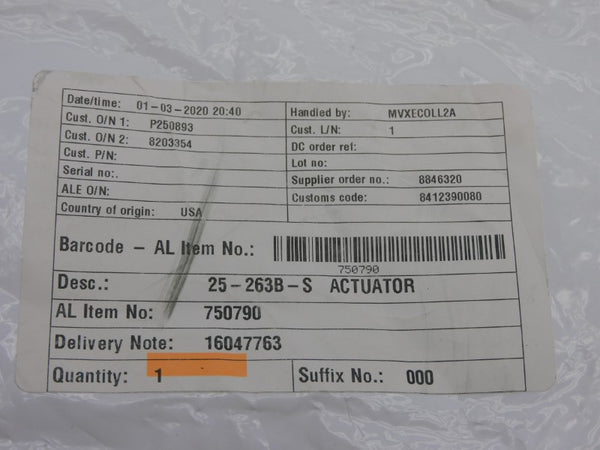 Date/time: 01-03-2020 20:40 Handled by: MVXECOLL2A
Cust. O/N 1: P250893 Cust. L/N: 1
Cust. O/N 2: 8203354 DC order ref:
Cust. P/N: Lot no:
Serial no:. Supplier order no.: 8846320
ALE O/N: Customs code: 8412390080
Country of origin: USA
Barcode - AL Item No.:
750790
Desc.: 25-263B-S ACTUATOR
AL Item No: 750790
Delivery Note: 16047763
Quantity: 1 Suffix No.: 000